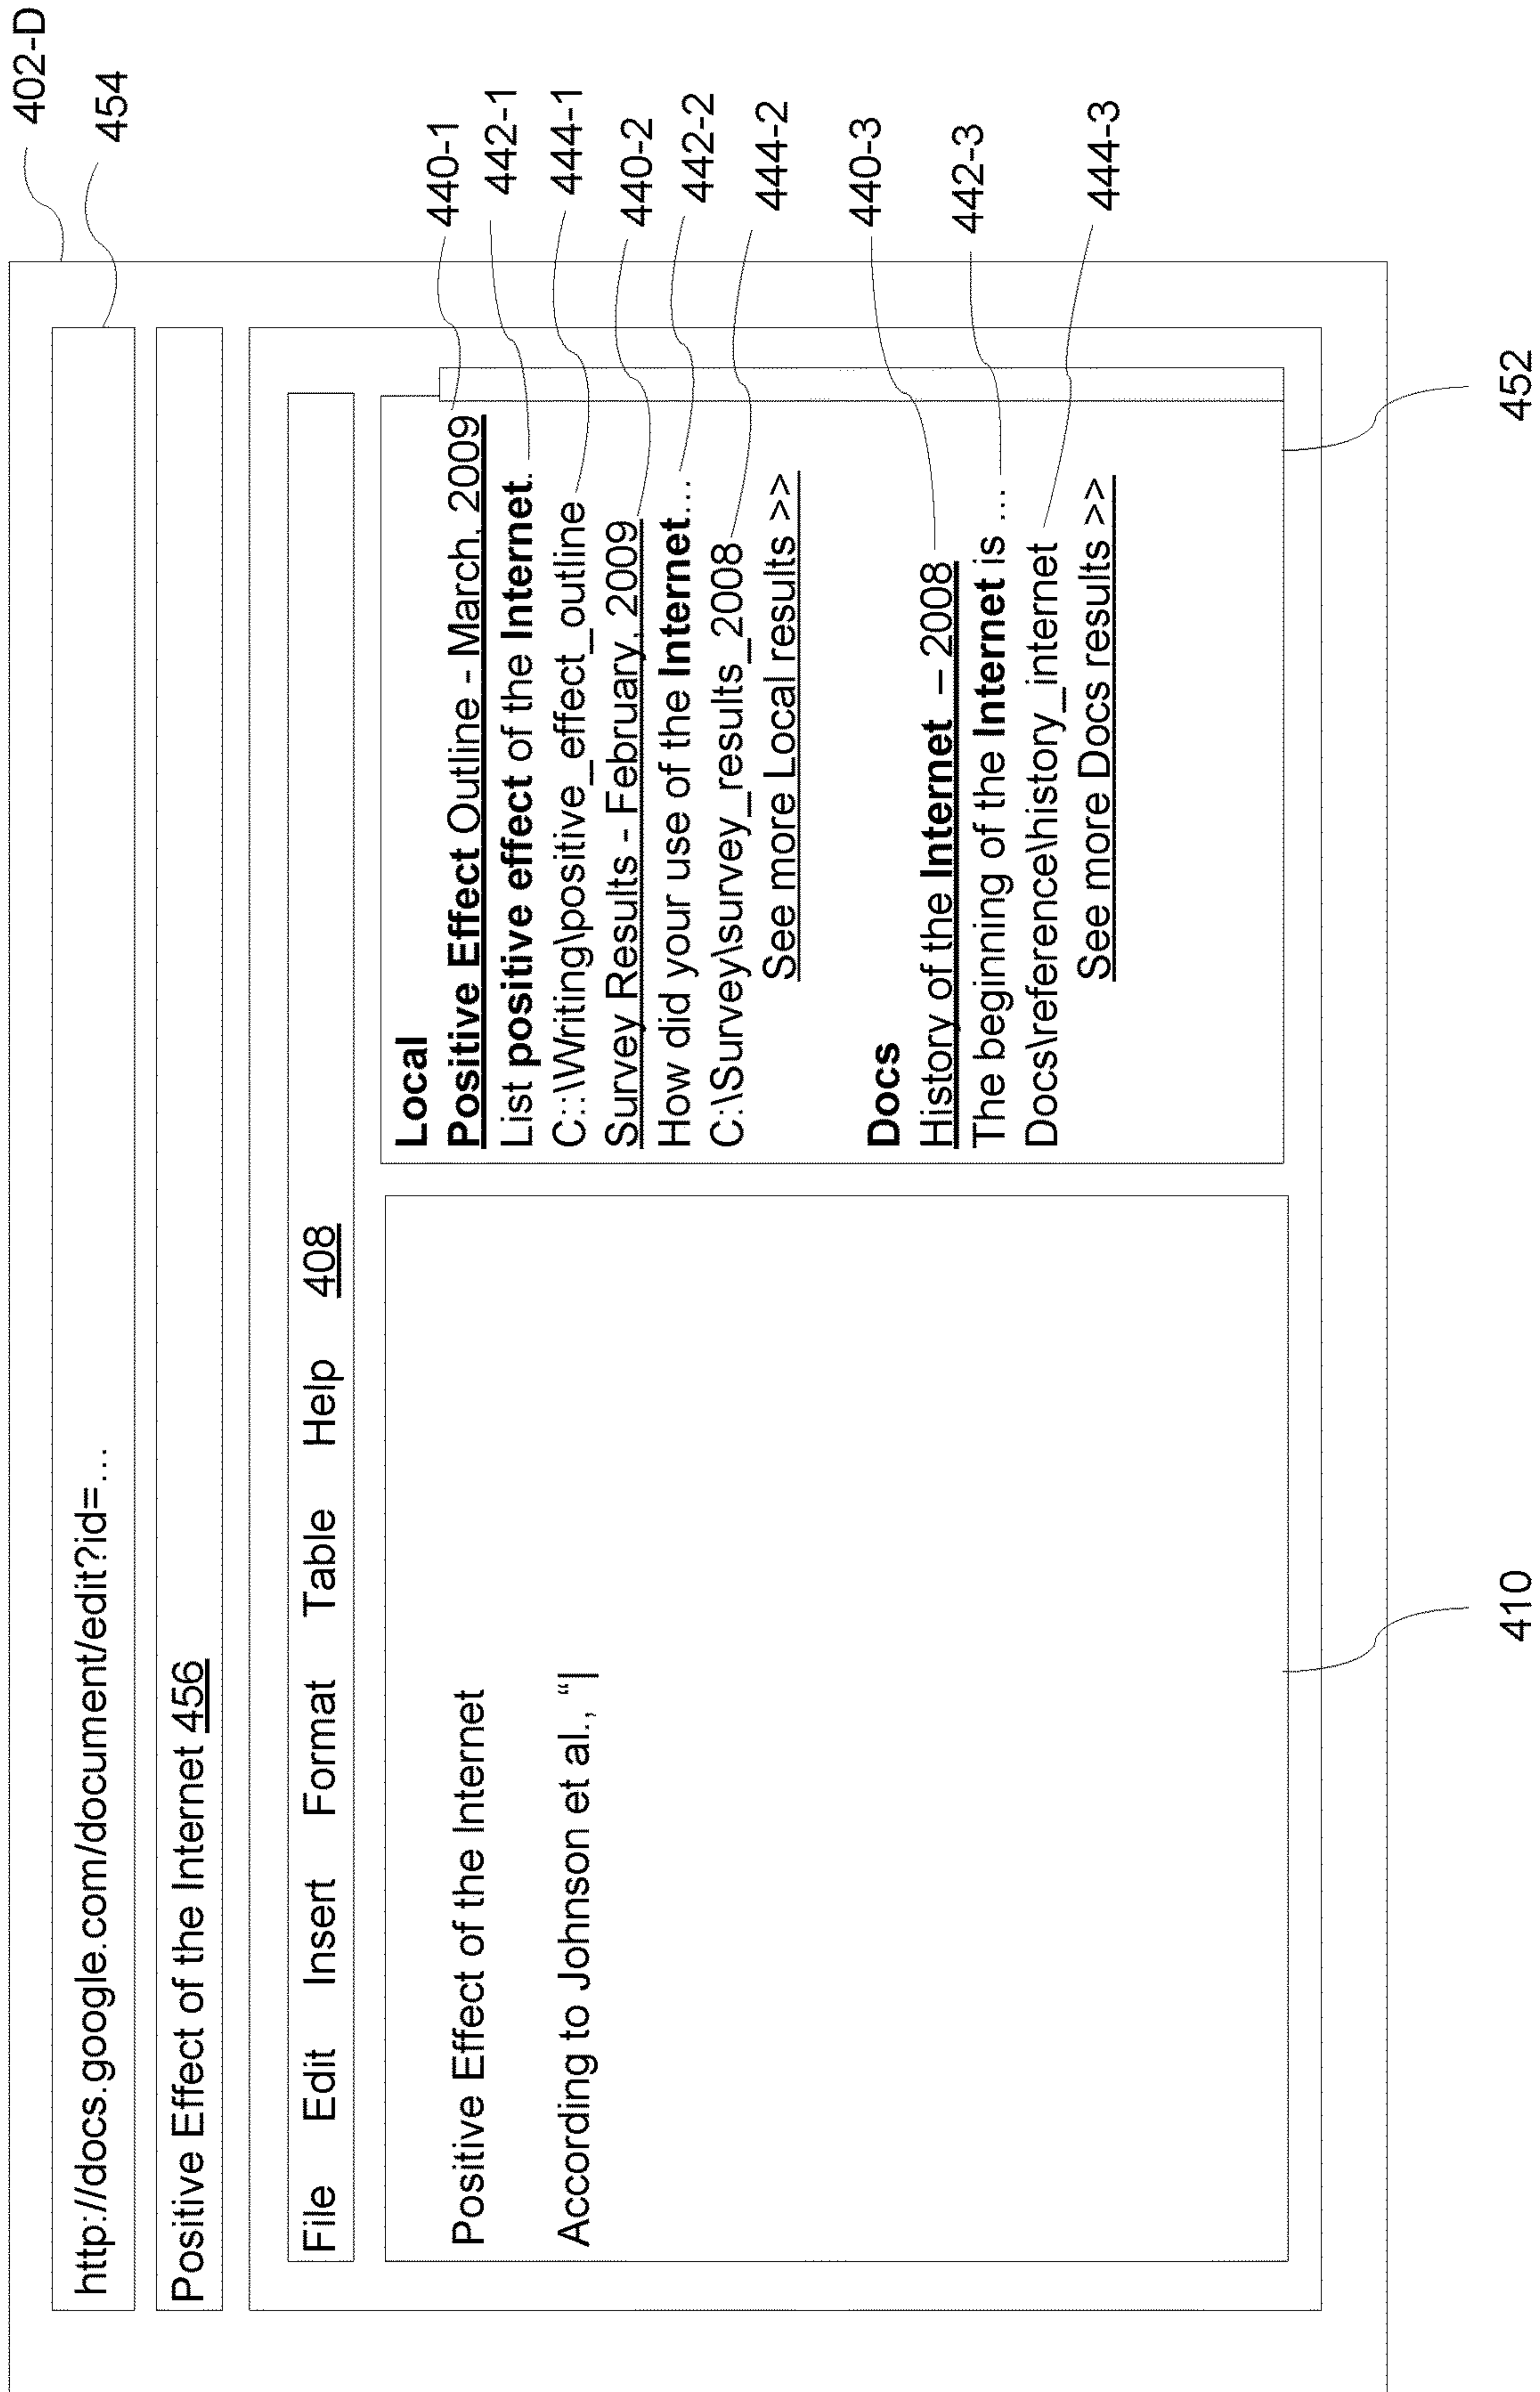 402-D
454
http://docs.google.com/document/edit?id=...
Positive Effect of the Internet 456
File Edit Insert Format Table Help 408
Positive Effect of the Internet
According to Johnson et al., “|
Local
Positive Effect Outline - March, 2009
List positive effect of the Internet.
C::\Writing\positive_effect_outline
Survey Results - February, 2009
How did your use of the Internet...
C:\Survey\survey_results_2008
See more Local results >>
Docs
History of the Internet – 2008
The beginning of the Internet is ...
Docs\reference\history_internet
See more Docs results >>
440-1
442-1
444-1
440-2
442-2
444-2
440-3
442-3
444-3
410
452